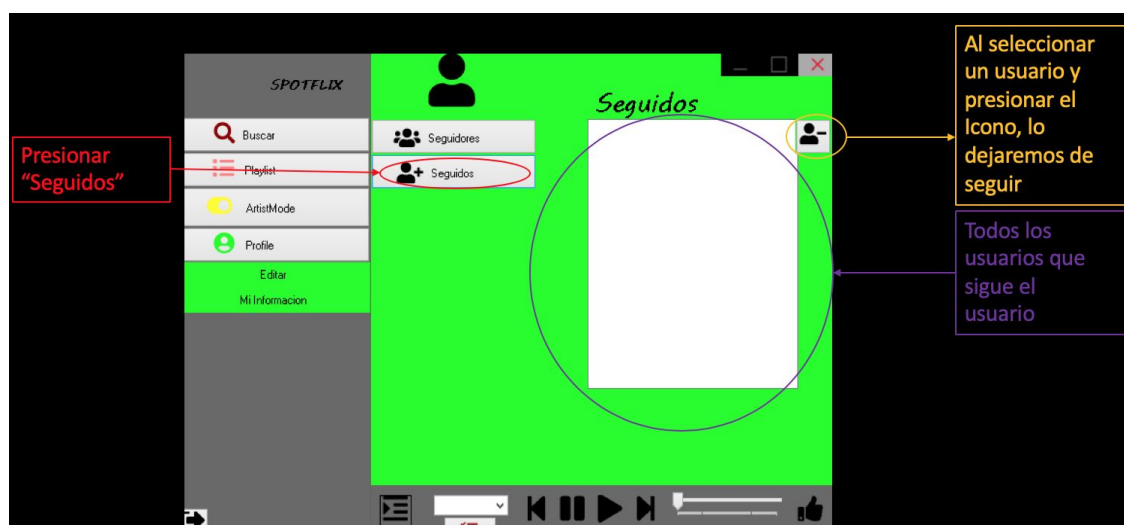 SPOTFLIX
Buscar
Playlist
ArtistMode
Profile
Editar
Mi Informacion
Seguidores
Seguidos
Seguidos
Presionar
“Seguidos”
Al seleccionar
un usuario y
presionar el
Icono, lo
dejaremos de
seguir
Todos los
usuarios que
sigue el
usuario